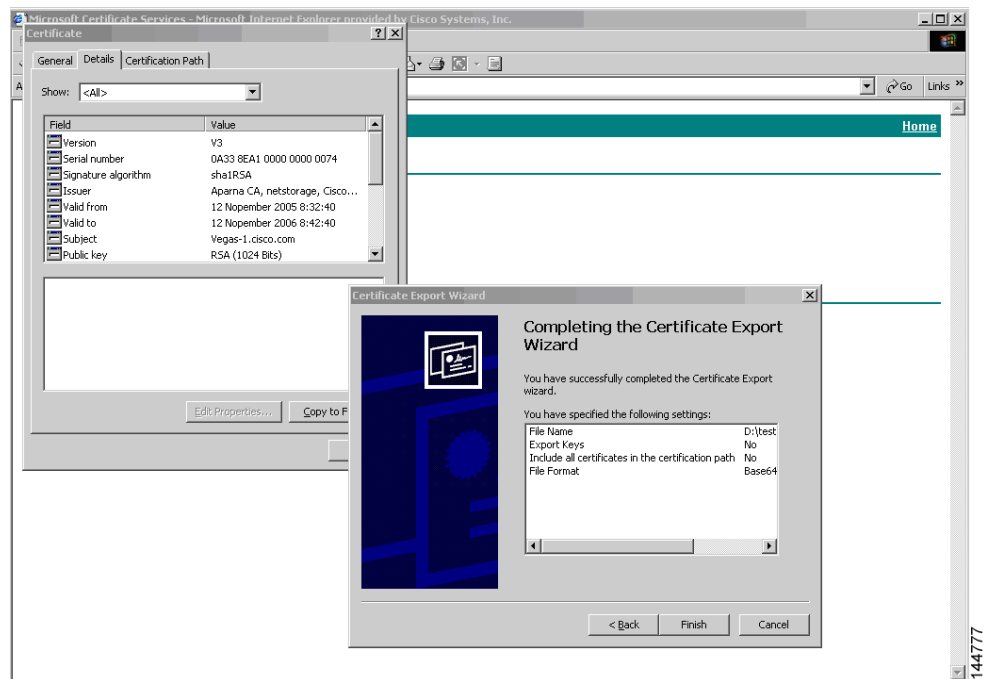 Microsoft Certificate Services - Microsoft Internet Explorer provided by Cisco Systems, Inc.
Certificate
General Details Certification Path
Show: <All>
Field Value
Version V3
Serial number 0A33 8EA1 0000 0000 0074
Signature algorithm sha1RSA
Issuer Aparna CA, netstorage, Cisco...
Valid from 12 Nopember 2005 8:32:40
Valid to 12 Nopember 2006 8:42:40
Subject Vegas-1.cisco.com
Public key RSA (1024 Bits)
Edit Properties... Copy to F
Go Links »
Home
Certificate Export Wizard
Completing the Certificate Export
Wizard
You have successfully completed the Certificate Export
wizard.
You have specified the following settings:
File Name D:\test
Export Keys No
Include all certificates in the certification path No
File Format Base64
< Back Finish Cancel
144777